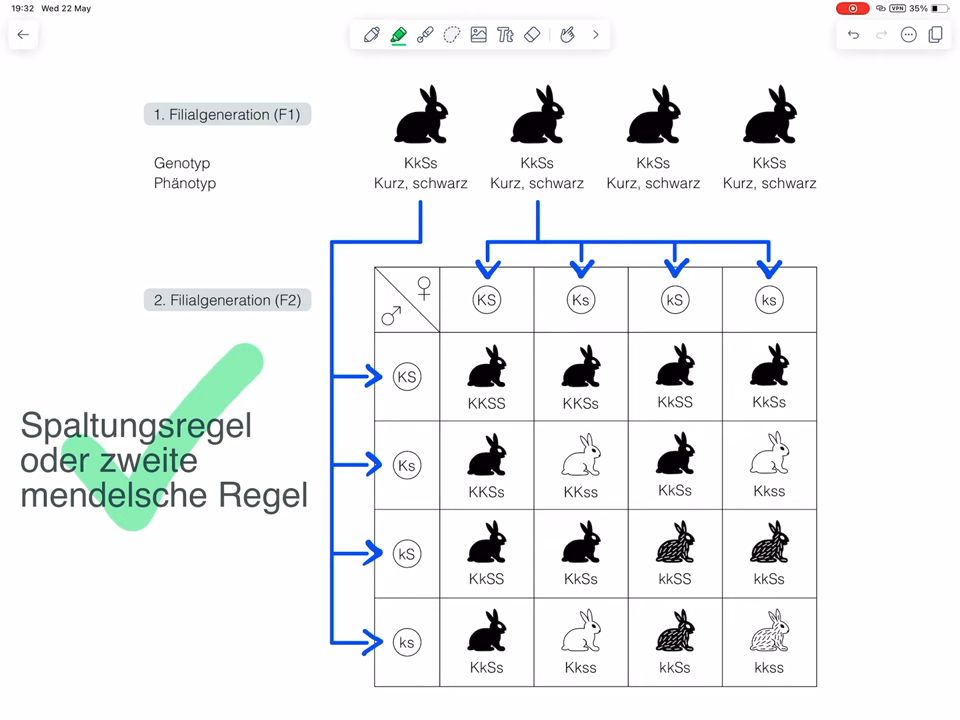 19:32 Wed 22 May
VPN 35%
Tt
1. Filialgeneration (F1)
Genotyp KkSs KkSs KkSs KkSs
Phänotyp Kurz, schwarz Kurz, schwarz Kurz, schwarz Kurz, schwarz
2. Filialgeneration (F2)
♀ ♂ KS Ks kS ks
KS
KKSS KKSs KkSS KkSs
Spaltungsregel
oder zweite
mendelsche Regel
Ks
KKSs KKss KkSs Kkss
kS
KkSS KkSs kkSS kkSs
ks
KkSs Kkss kkSs kkss